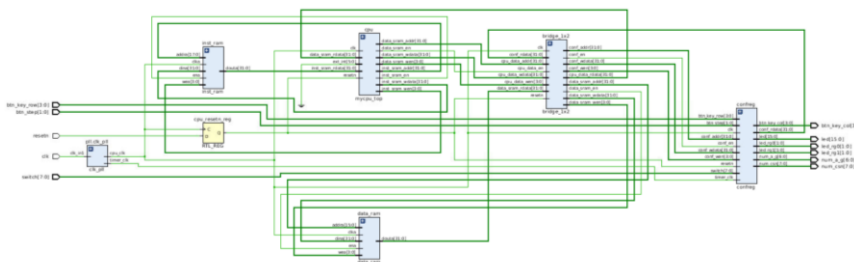 inst_ram
addra[17:0]
clka
dina[31:0]
ena
wea[3:0]
douta[31:0]
inst_ram
cpu
clk
data_sram_rdata[31:0]
ext_int[5:0]
inst_sram_rdata[31:0]
resetn
data_sram_addr[31:0]
data_sram_en
data_sram_wdata[31:0]
data_sram_wen[3:0]
inst_sram_addr[31:0]
inst_sram_en
inst_sram_wdata[31:0]
inst_sram_wen[3:0]
mycpu_top
bridge_1x2
clk
conf_rdata[31:0]
cpu_data_addr[31:0]
cpu_data_en
cpu_data_wdata[31:0]
cpu_data_wen[3:0]
data_sram_rdata[31:0]
resetn
conf_addr[31:0]
conf_en
conf_wdata[31:0]
conf_wen[3:0]
cpu_data_rdata[31:0]
data_sram_addr[31:0]
data_sram_en
data_sram_wdata[31:0]
data_sram_wen[3:0]
bridge_1x2
btn_key_row[3:0]
btn_step[1:0]
resetn
clk
switch[7:0]
cpu_resetn_reg
C
D
Q
RTL_REG
pll.clk_pll
clk_in1
cpu_clk
timer_clk
clk_pll
confreg
btn_key_row[3:0]
btn_step[1:0]
clk
conf_addr[31:0]
conf_en
conf_wdata[31:0]
conf_wen[3:0]
resetn
switch[7:0]
timer_clk
btn_key_col[3:0]
conf_rdata[31:0]
led[15:0]
led_rg0[1:0]
led_rg1[1:0]
num_a_g[6:0]
num_csn[7:0]
confreg
btn_key_col[3:0]
led[15:0]
led_rg0[1:0]
led_rg1[1:0]
num_a_g[6:0]
num_csn[7:0]
data_ram
clka
dina[31:0]
ena
wea[3:0]
douta[31:0]